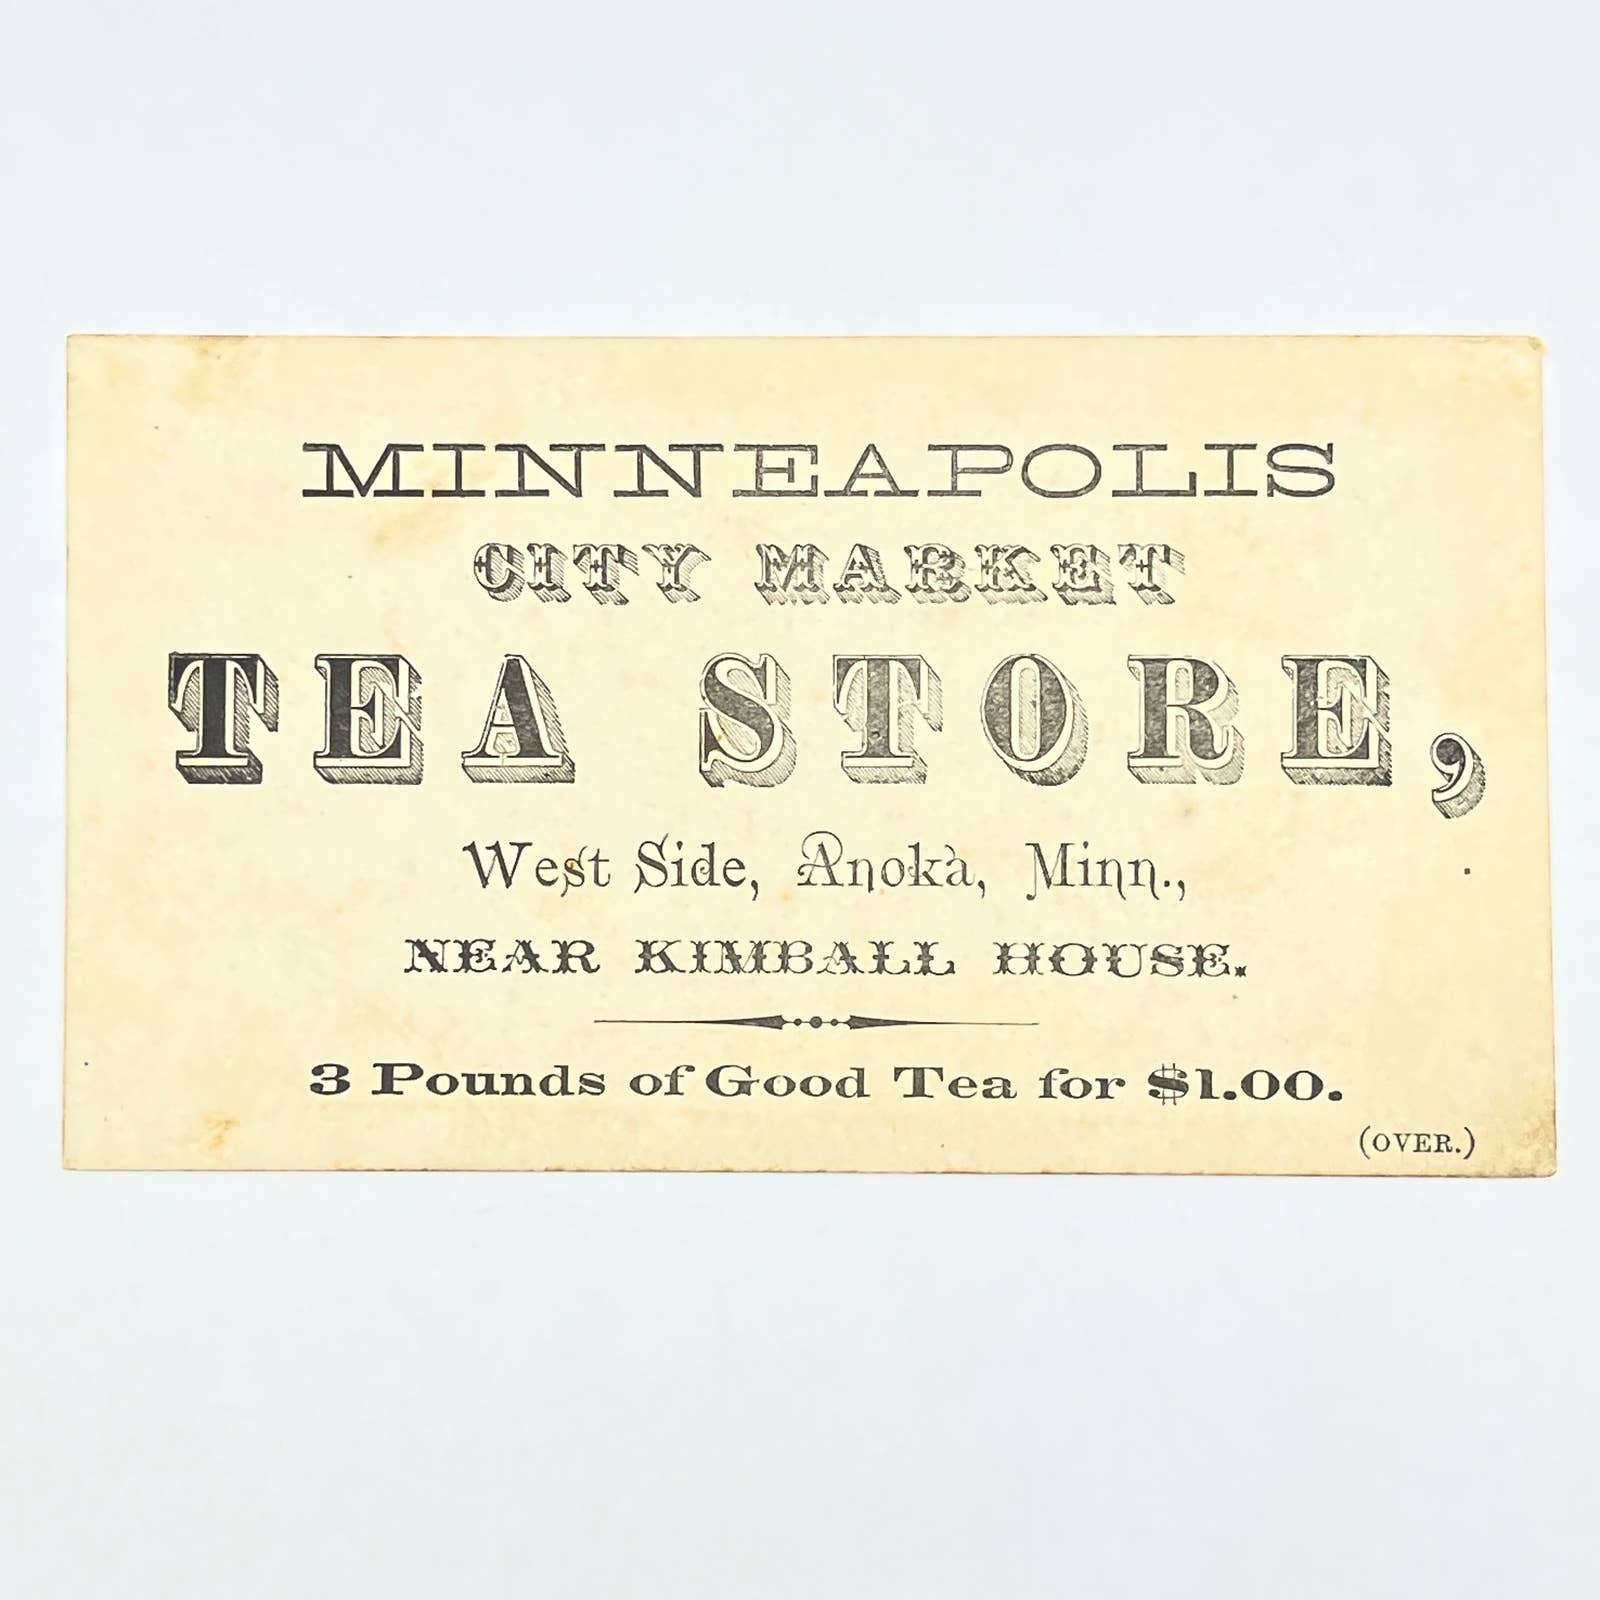 MINNEAPOLIS
CITY MARKET
TEA STORE,
West Side, Anoka, Minn.,
NEAR KIMBALL HOUSE.
3 Pounds of Good Tea for $1.00.
(OVER.)